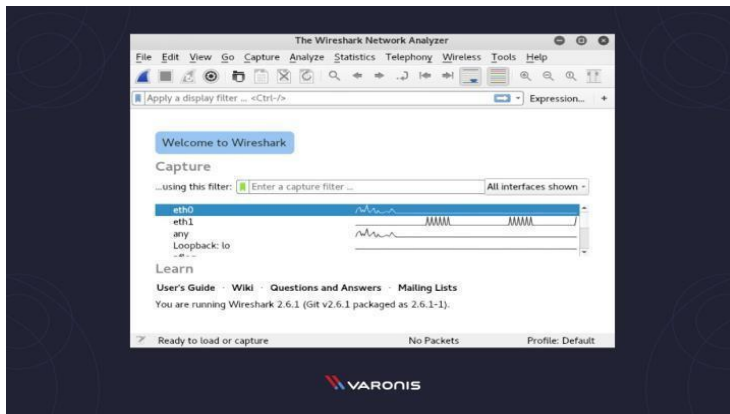 The Wireshark Network Analyzer
File Edit View Go Capture Analyze Statistics Telephony Wireless Tools Help
Apply a display filter ... <Ctrl-/> Expression... +
Welcome to Wireshark
Capture
...using this filter: Enter a capture filter ... All interfaces shown
eth0
eth1
any
Loopback: lo
Learn
User's Guide · Wiki · Questions and Answers · Mailing Lists
You are running Wireshark 2.6.1 (Git v2.6.1 packaged as 2.6.1-1).
Ready to load or capture No Packets Profile: Default
VARONIS